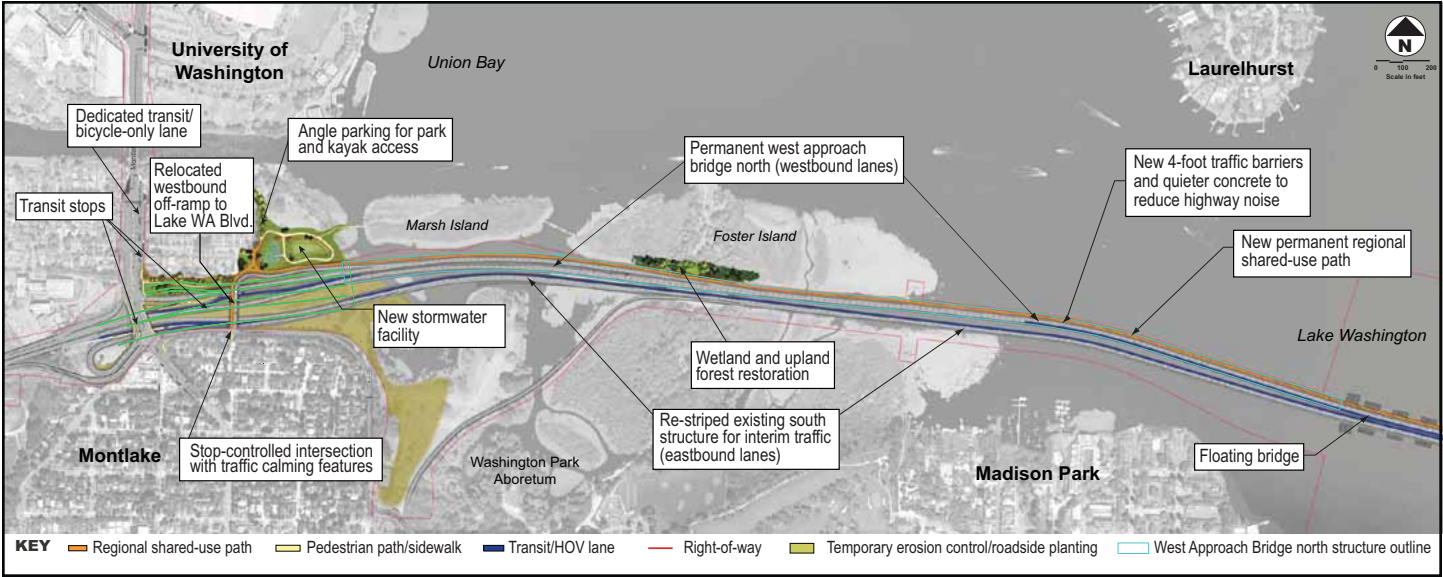 University of
Washington
Union Bay
Laurelhurst
N
0 100 200
Scale in feet
Dedicated transit/
bicycle-only lane
Angle parking for park
and kayak access
Relocated
westbound
off-ramp to
Lake WA Blvd.
Transit stops
Permanent west approach
bridge north (westbound lanes)
New 4-foot traffic barriers
and quieter concrete to
reduce highway noise
New permanent regional
shared-use path
Marsh Island
Foster Island
New stormwater
facility
Wetland and upland
forest restoration
Lake Washington
Re-striped existing south
structure for interim traffic
(eastbound lanes)
Stop-controlled intersection
with traffic calming features
Montlake
Washington Park
Aboretum
Madison Park
Floating bridge
KEY
Regional shared-use path
Pedestrian path/sidewalk
Transit/HOV lane
Right-of-way
Temporary erosion control/roadside planting
West Approach Bridge north structure outline